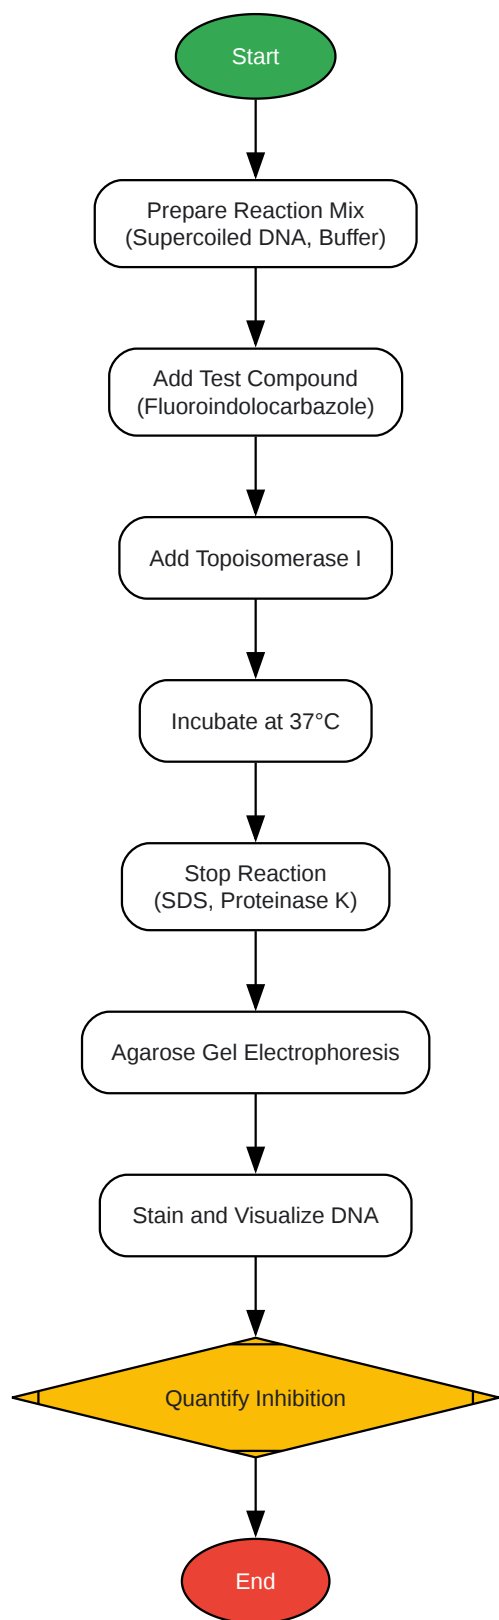 Start
Prepare Reaction Mix
(Supercoiled DNA, Buffer)
Add Test Compound
(Fluoroindolocarbazole)
Add Topoisomerase I
Incubate at 37°C
Stop Reaction
(SDS, Proteinase K)
Agarose Gel Electrophoresis
Stain and Visualize DNA
Quantify Inhibition
End